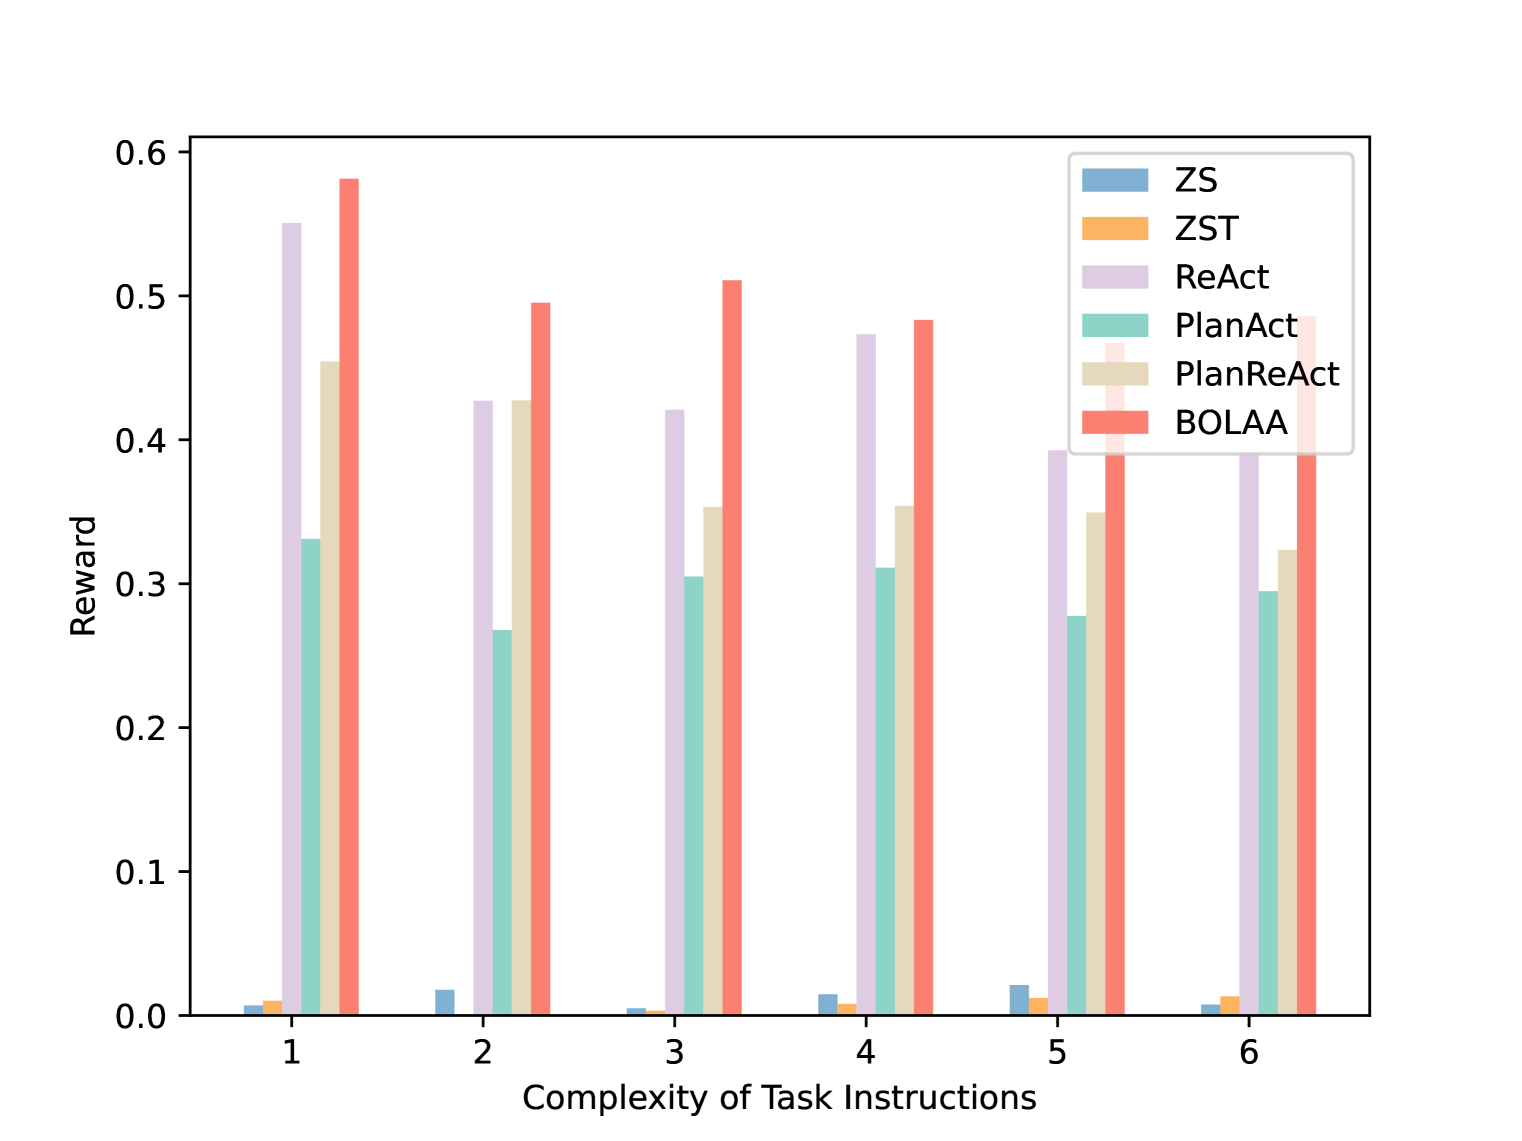 0.6
0.5
0.4
0.3
0.2
0.1
0.0
Reward
1 2 3 4 5 6
Complexity of Task Instructions
ZS
ZST
ReAct
PlanAct
PlanReAct
BOLAA